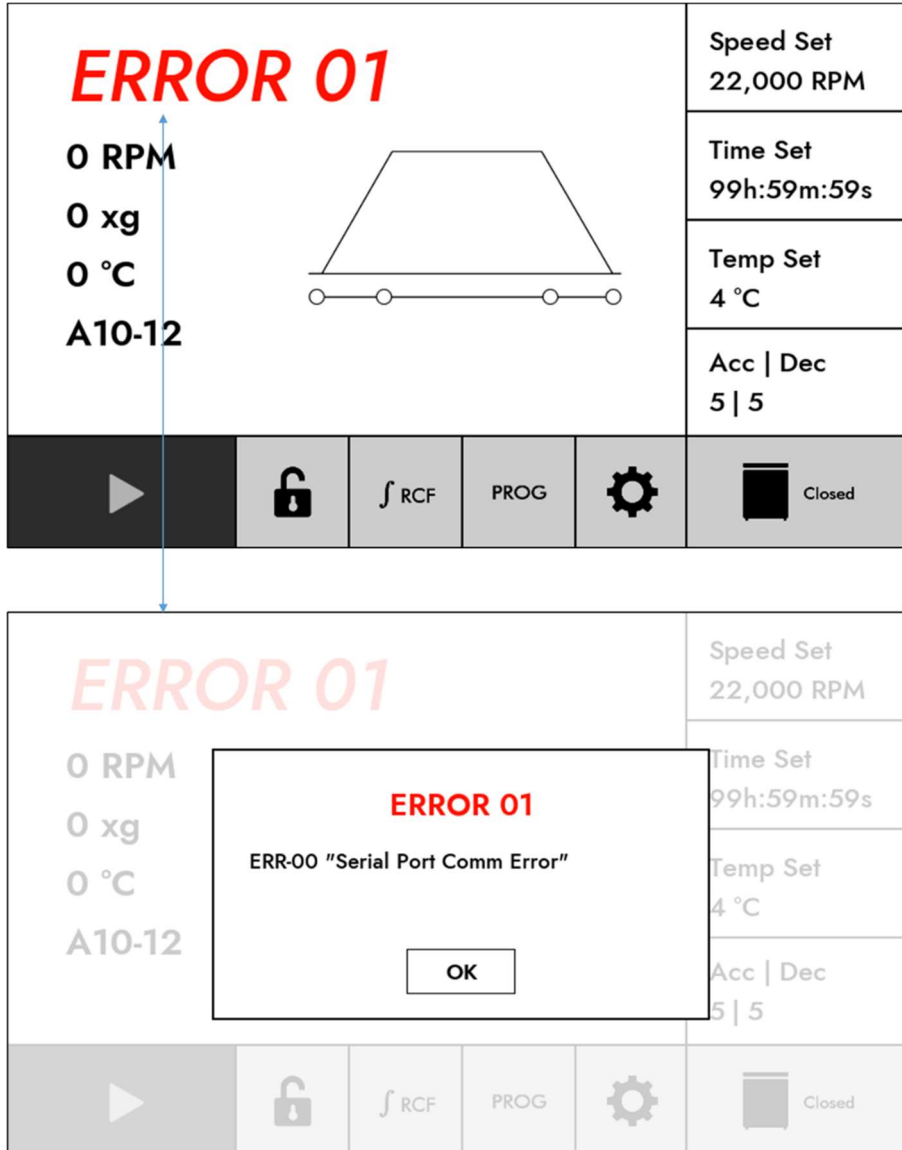 ERROR 01
0 RPM
0 xg
0 °C
A10-12
Speed Set
22,000 RPM
Time Set
99h:59m:59s
Temp Set
4 °C
Acc | Dec
5 | 5
∫ RCF
PROG
Closed
ERROR 01
0 RPM
0 xg
0 °C
A10-12
ERROR 01
ERR-00 "Serial Port Comm Error"
OK
Speed Set
22,000 RPM
Time Set
99h:59m:59s
Temp Set
4 °C
Acc | Dec
5 | 5
∫ RCF
PROG
Closed